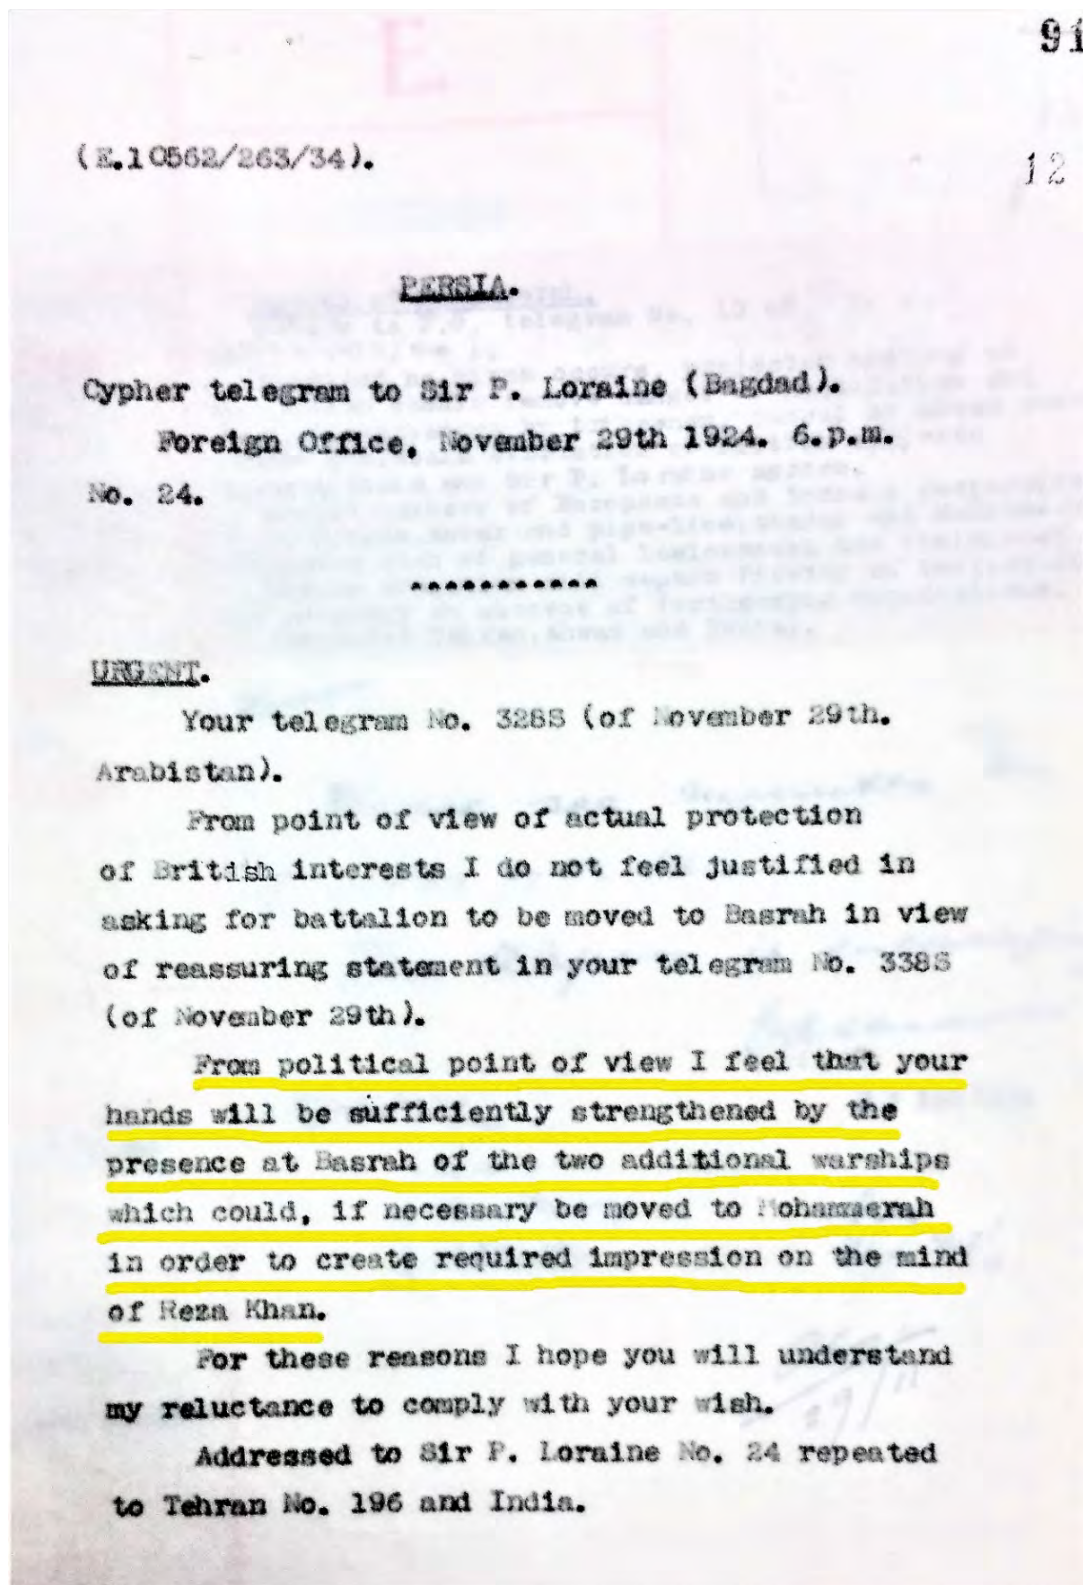 91
(E.10562/263/34).
12
PERSIA.
Cypher telegram to Sir P. Loraine (Bagdad).
Foreign Office, November 29th 1924. 6.p.m.
No. 24.
............
URGENT.
Your telegram No. 328S (of November 29th.
Arabistan).
From point of view of actual protection
of British interests I do not feel justified in
asking for battalion to be moved to Basrah in view
of reassuring statement in your telegram No. 338S
(of November 29th).
From political point of view I feel that your
hands will be sufficiently strengthened by the
presence at Basrah of the two additional warships
which could, if necessary be moved to Mohammerah
in order to create required impression on the mind
of Reza Khan.
For these reasons I hope you will understand
my reluctance to comply with your wish.
Addressed to Sir P. Loraine No. 24 repeated
to Tehran No. 196 and India.